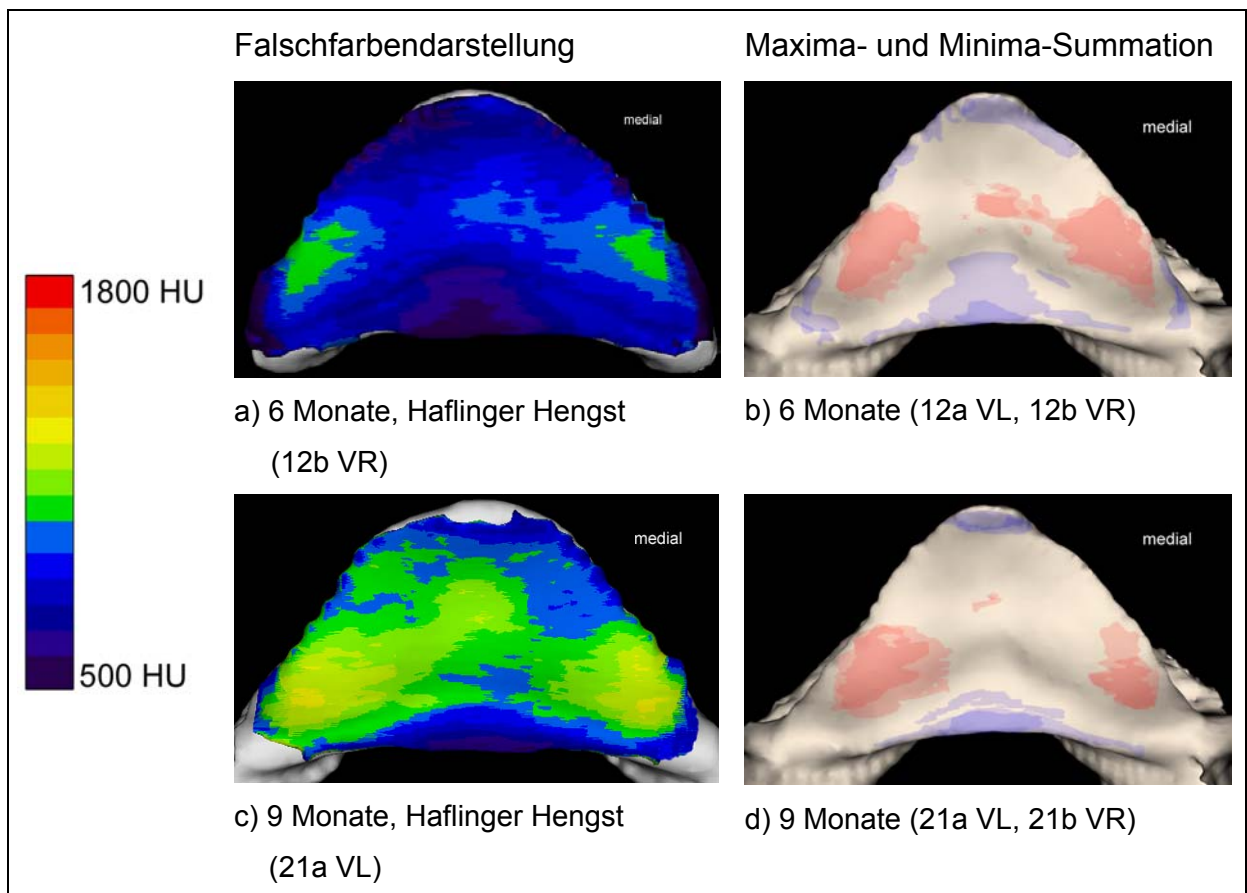 Falschfarbendarstellung
Maxima- und Minima-Summation
medial
medial
1800 HU
500 HU
a) 6 Monate, Haflinger Hengst
(12b VR)
b) 6 Monate (12a VL, 12b VR)
medial
medial
c) 9 Monate, Haflinger Hengst
(21a VL)
d) 9 Monate (21a VL, 21b VR)